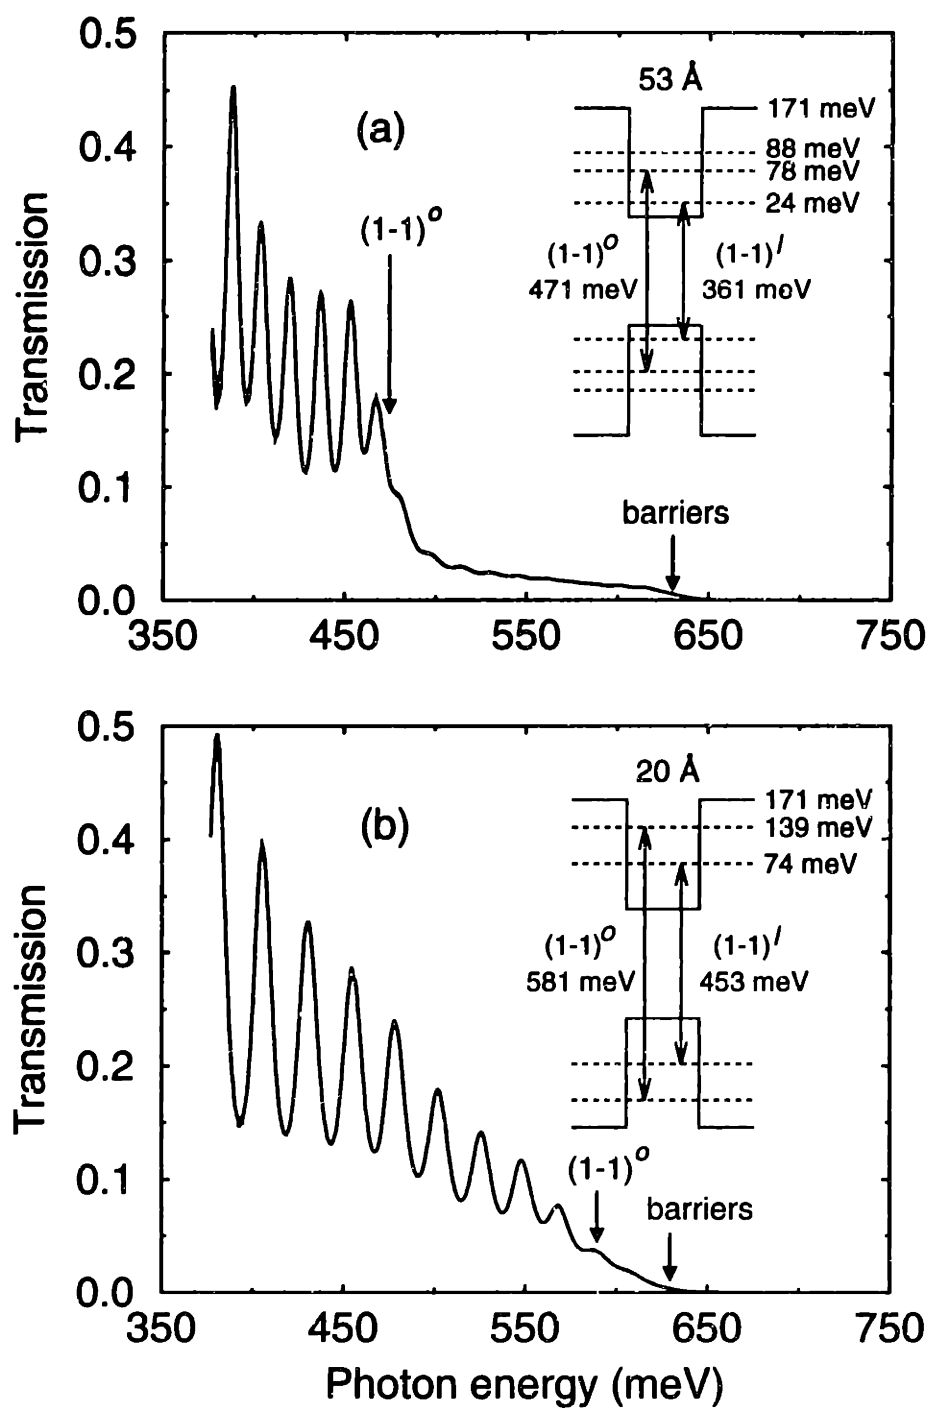 0.5
0.4
0.3
0.2
0.1
0.0
Transmission
(a)
(1-1)^o
53 Å
171 meV
88 meV
78 meV
24 meV
(1-1)^o
471 meV
(1-1)^l
361 meV
barriers
350
450
550
650
750
0.5
0.4
0.3
0.2
0.1
0.0
Transmission
(b)
20 Å
171 meV
139 meV
74 meV
(1-1)^o
581 meV
(1-1)^l
453 meV
(1-1)^o
barriers
350
450
550
650
750
Photon energy (meV)